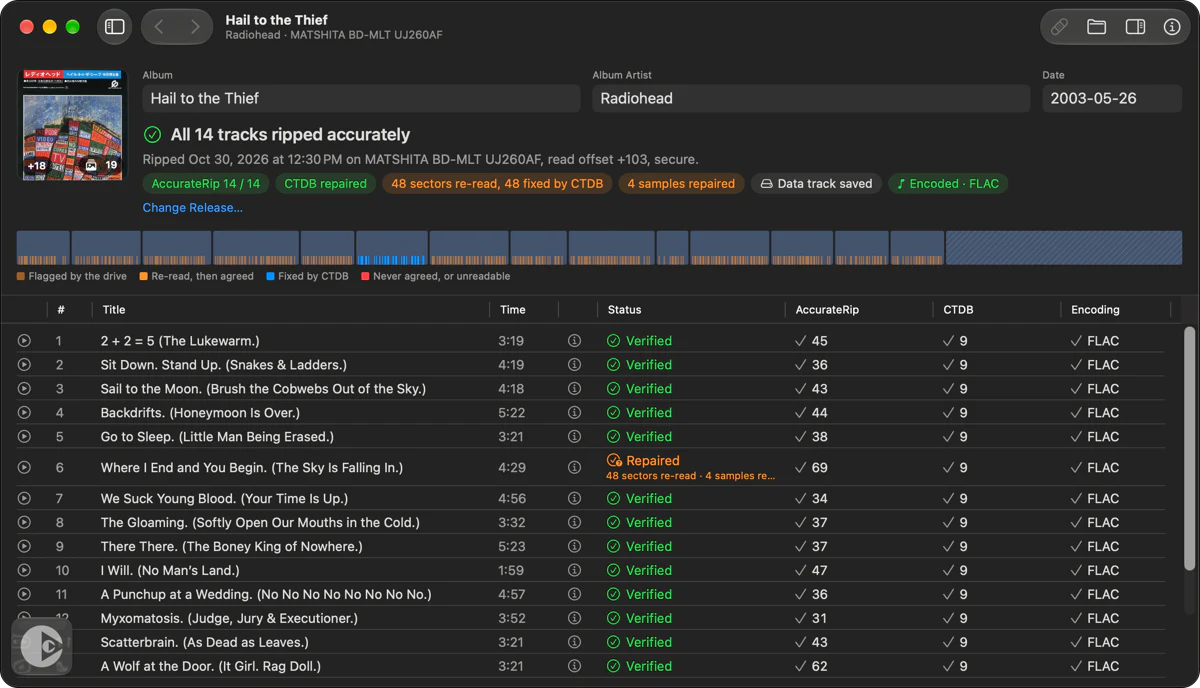 Hail to the Thief
Radiohead · MATSHITA BD-MLT UJ260AF
Album
Album Artist
Date
Hail to the Thief
Radiohead
2003-05-26
レディオヘッド
+18
19
All 14 tracks ripped accurately
Ripped Oct 30, 2026 at 12:30 PM on MATSHITA BD-MLT UJ260AF, read offset +103, secure.
AccurateRip 14 / 14
CTDB repaired
48 sectors re-read, 48 fixed by CTDB
4 samples repaired
Data track saved
Encoded · FLAC
Change Release...
Flagged by the drive
Re-read, then agreed
Fixed by CTDB
Never agreed, or unreadable
# Title Time Status AccurateRip CTDB Encoding
1 2 + 2 = 5 (The Lukewarm.) 3:19 Verified 45 9 FLAC
2 Sit Down. Stand Up. (Snakes & Ladders.) 4:19 Verified 36 9 FLAC
3 Sail to the Moon. (Brush the Cobwebs Out of the Sky.) 4:18 Verified 43 9 FLAC
4 Backdrifts. (Honeymoon Is Over.) 5:22 Verified 44 9 FLAC
5 Go to Sleep. (Little Man Being Erased.) 3:21 Verified 38 9 FLAC
6 Where I End and You Begin. (The Sky Is Falling In.) 4:29 Repaired 69 9 FLAC
48 sectors re-read · 4 samples re...
7 We Suck Young Blood. (Your Time Is Up.) 4:56 Verified 34 9 FLAC
8 The Gloaming. (Softly Open Our Mouths in the Cold.) 3:32 Verified 37 9 FLAC
9 There There. (The Boney King of Nowhere.) 5:23 Verified 37 9 FLAC
10 I Will. (No Man's Land.) 1:59 Verified 47 9 FLAC
11 A Punchup at a Wedding. (No No No No No No No No.) 4:57 Verified 36 9 FLAC
12 Myxomatosis. (Judge, Jury & Executioner.) 3:52 Verified 31 9 FLAC
Scatterbrain. (As Dead as Leaves.) 3:21 Verified 43 9 FLAC
A Wolf at the Door. (It Girl. Rag Doll.) 3:21 Verified 62 9 FLAC